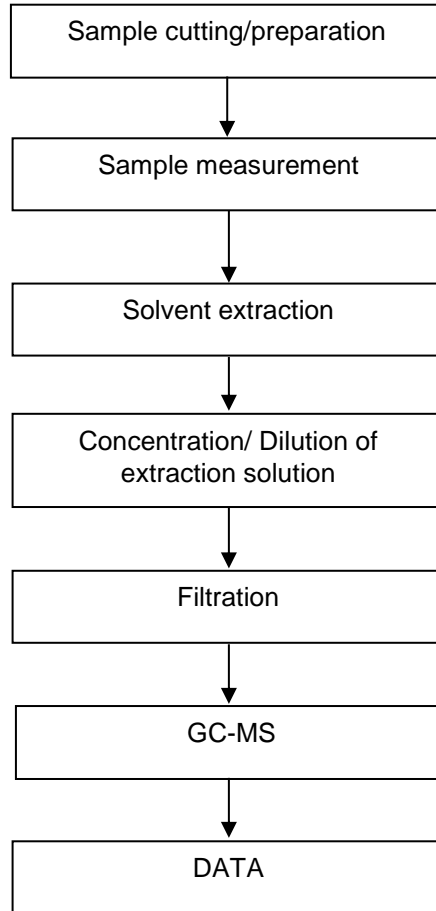 Sample cutting/preparation
Sample measurement
Solvent extraction
Concentration/ Dilution of
extraction solution
Filtration
GC-MS
DATA